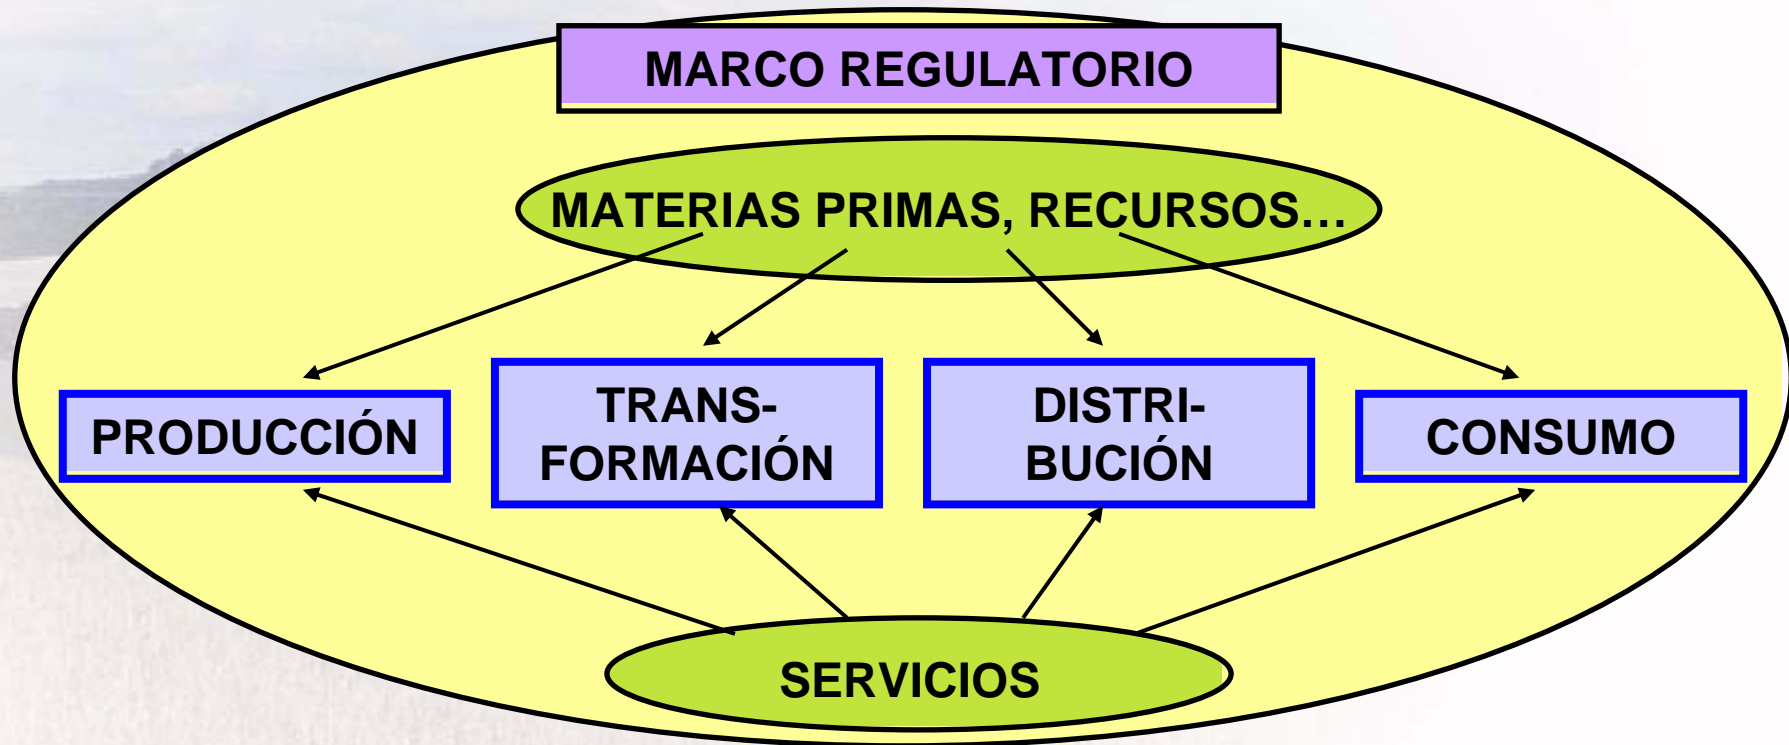 MARCO REGULATORIO
MATERIAS PRIMAS, RECURSOS…
PRODUCCIÓN
TRANS-
FORMACIÓN
DISTRI-
BUCIÓN
CONSUMO
SERVICIOS